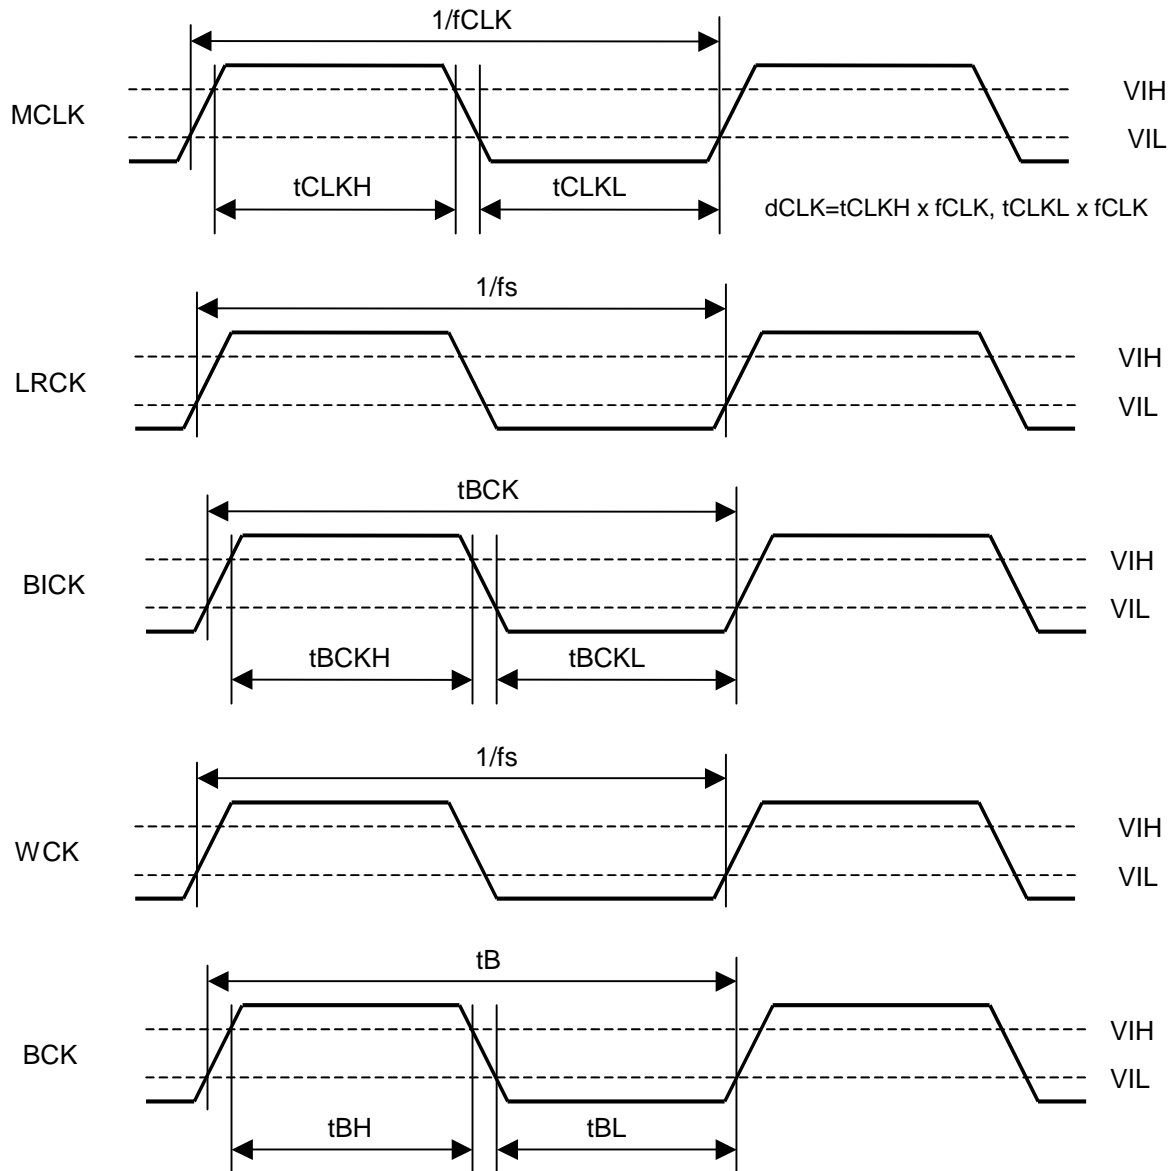 1/fCLK
MCLK
VIH
VIL
tCLKH
tCLKL
dCLK=tCLKH x fCLK, tCLKL x fCLK
1/fs
LRCK
VIH
VIL
tBCK
BICK
VIH
VIL
tBCKH
tBCKL
1/fs
WCK
VIH
VIL
tB
BCK
VIH
VIL
tBH
tBL